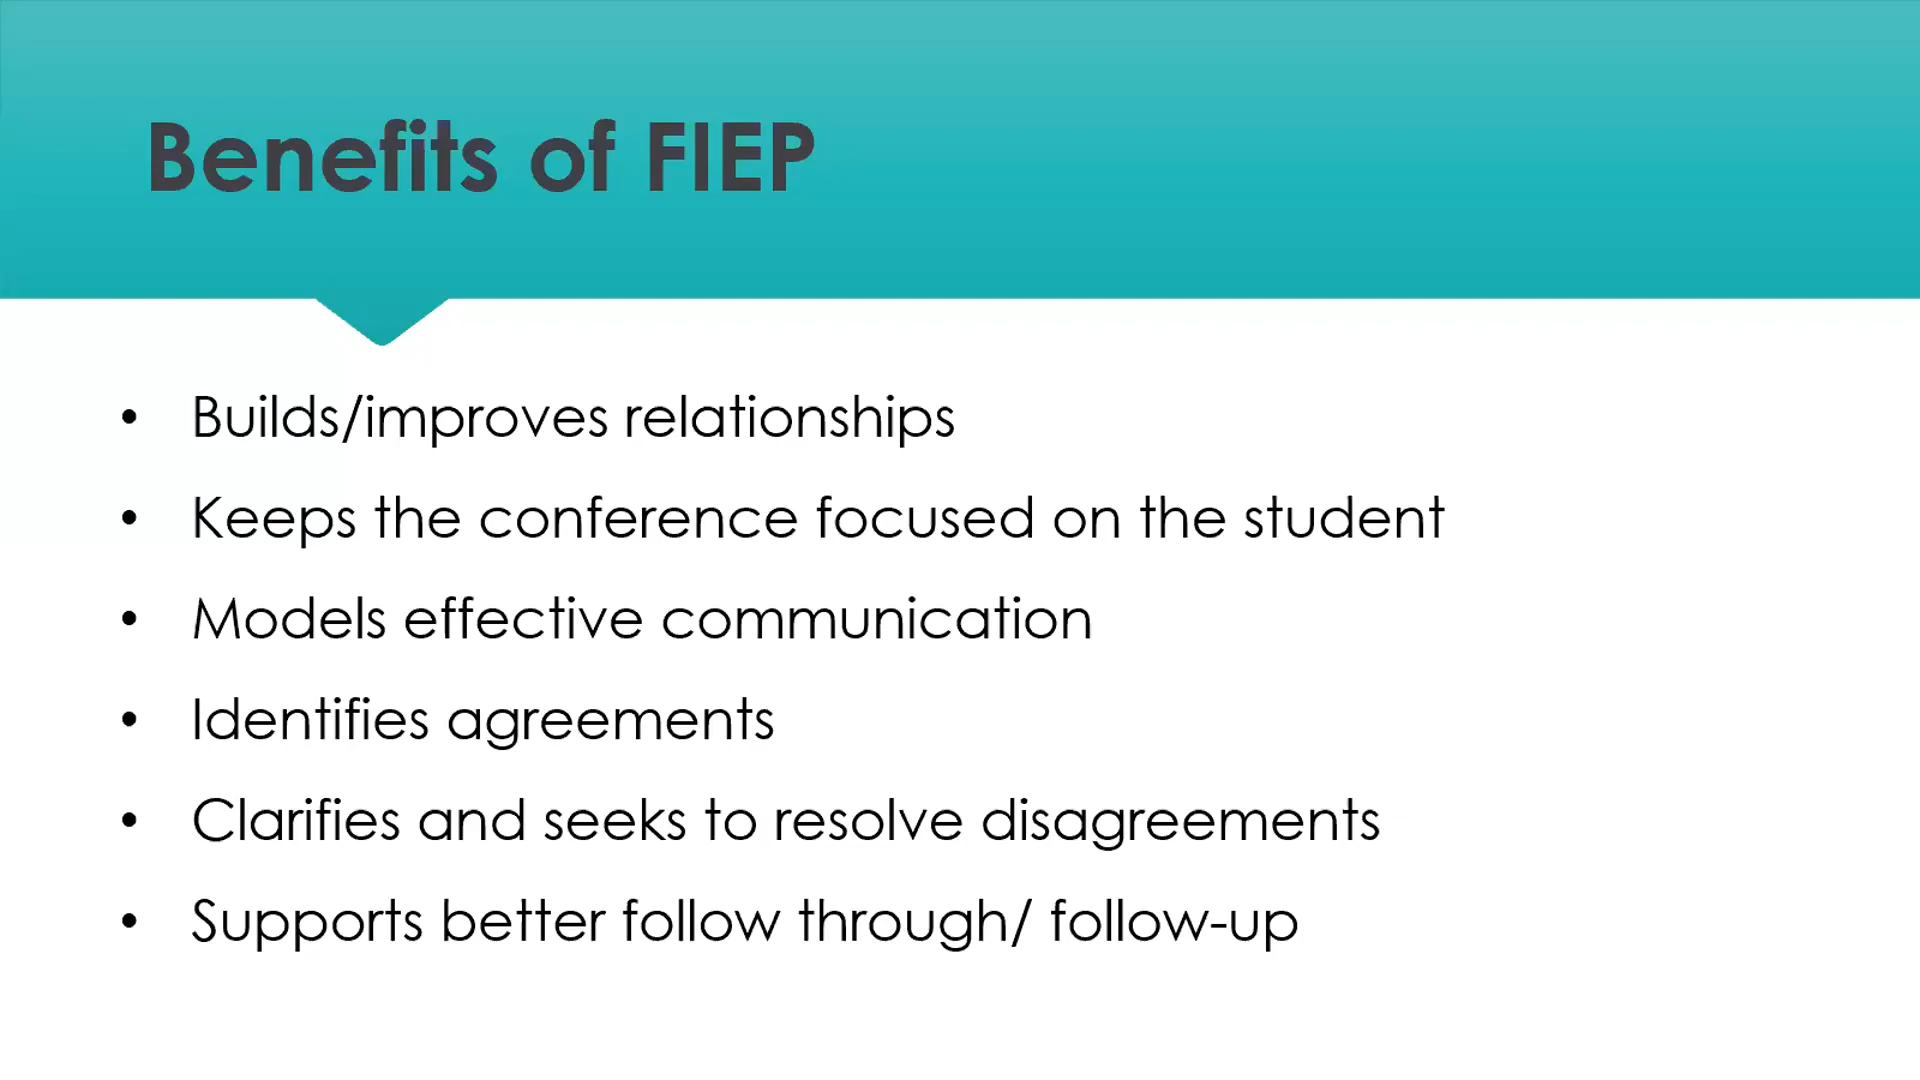 Benefits of FIEP
• Builds/improves relationships
• Keeps the conference focused on the student
• Models effective communication
• Identifies agreements
• Clarifies and seeks to resolve disagreements
• Supports better follow through/ follow-up